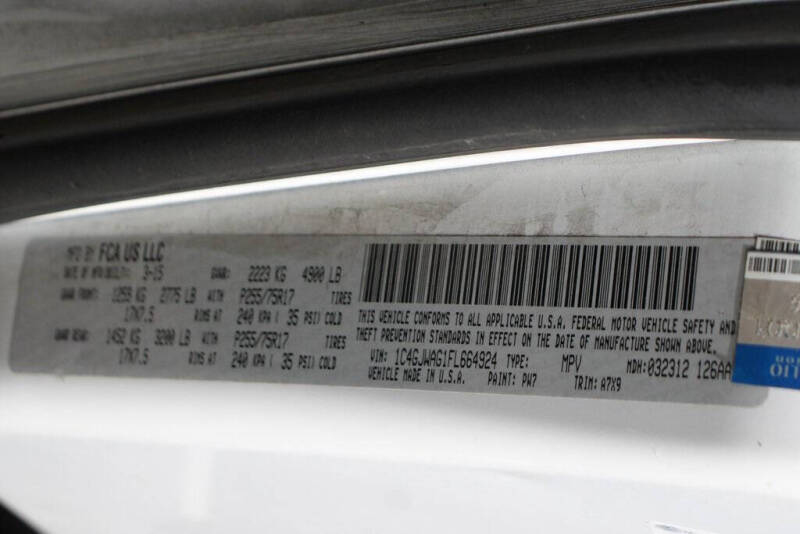 MFD BY FCA US LLC
DATE OF MFR/BUILD: 3-15 GVWR: 2223 KG 4900 LB
GAWR FRONT: 1259 KG 2775 LB WITH P255/75R17 TIRES
17X7.5 RIMS AT 240 KPA ( 35 PSI) COLD
GAWR REAR: 1452 KG 3200 LB WITH P255/75R17 TIRES
17X7.5 RIMS AT 240 KPA ( 35 PSI) COLD
THIS VEHICLE CONFORMS TO ALL APPLICABLE U.S.A. FEDERAL MOTOR VEHICLE SAFETY AND
THEFT PREVENTION STANDARDS IN EFFECT ON THE DATE OF MANUFACTURE SHOWN ABOVE.
VIN: 1C4GJWAG1FL664924 TYPE: MPV MDH: 032312 126AA
VEHICLE MADE IN U.S.A. PAINT: PW7 TRIM: A7X9